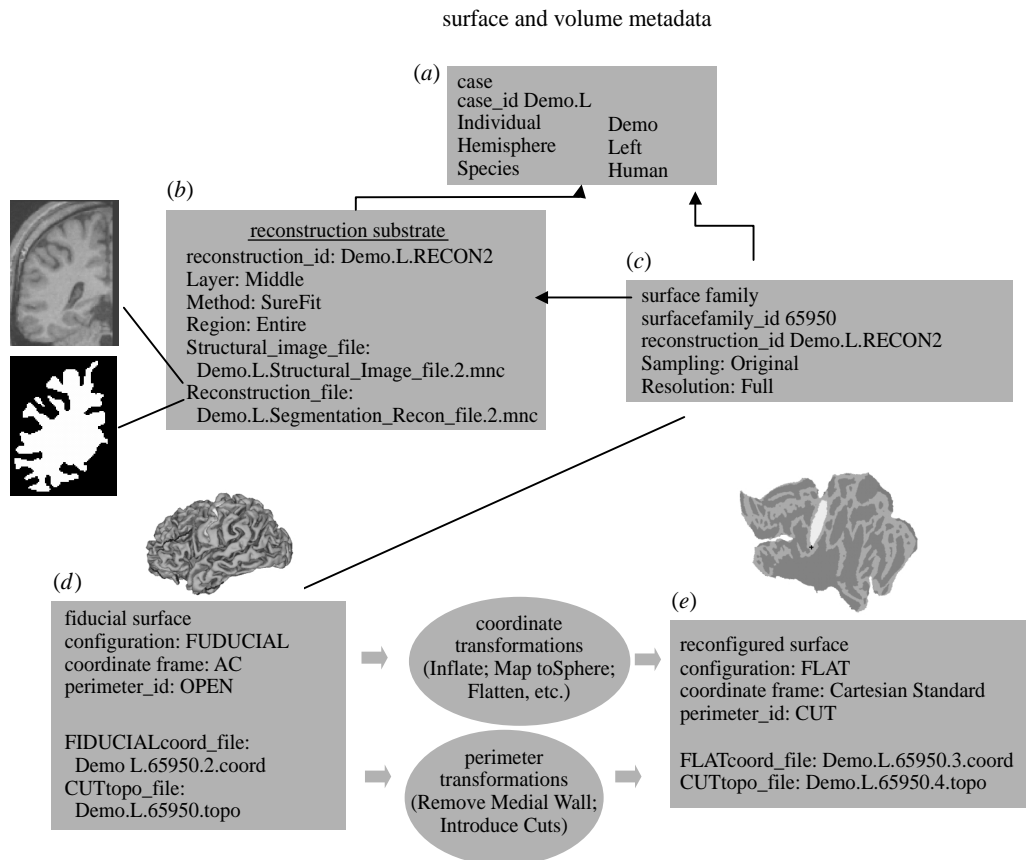 surface and volume metadata
(a)
case
case_id Demo.L
Individual Demo
Hemisphere Left
Species Human
(b)
reconstruction substrate
reconstruction_id: Demo.L.RECON2
Layer: Middle
Method: SureFit
Region: Entire
Structural_image_file:
Demo.L.Structural_Image_file.2.mnc
Reconstruction_file:
Demo.L.Segmentation_Recon_file.2.mnc
(c)
surface family
surfacefamily_id 65950
reconstruction_id Demo.L.RECON2
Sampling: Original
Resolution: Full
(d)
fiducial surface
configuration: FUDUCIAL
coordinate frame: AC
perimeter_id: OPEN
FIDUCIALcoord_file:
Demo L.65950.2.coord
CUTtopo_file:
Demo.L.65950.topo
coordinate
transformations
(Inflate; Map toSphere;
Flatten, etc.)
perimeter
transformations
(Remove Medial Wall;
Introduce Cuts)
(e)
reconfigured surface
configuration: FLAT
coordinate frame: Cartesian Standard
perimeter_id: CUT
FLATcoord_file: Demo.L.65950.3.coord
CUTtopo_file: Demo.L.65950.4.topo